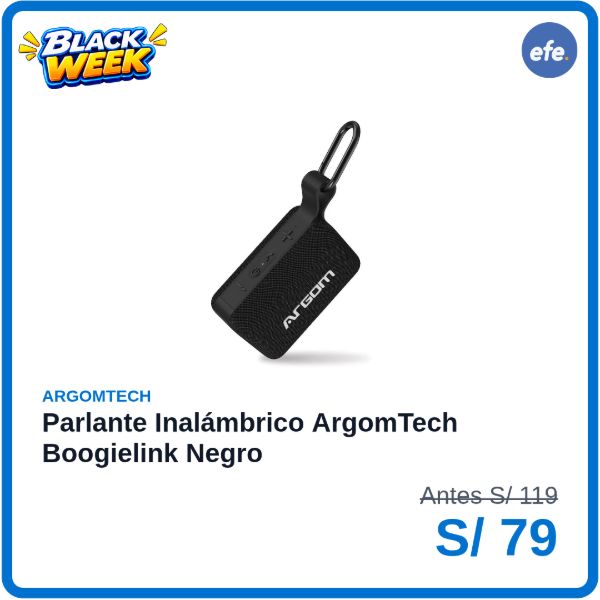 BLACK
WEEK
efe.
ARGOM
ARGOMTECH
Parlante Inalámbrico ArgomTech
Boogielink Negro
Antes S/ 119
S/ 79